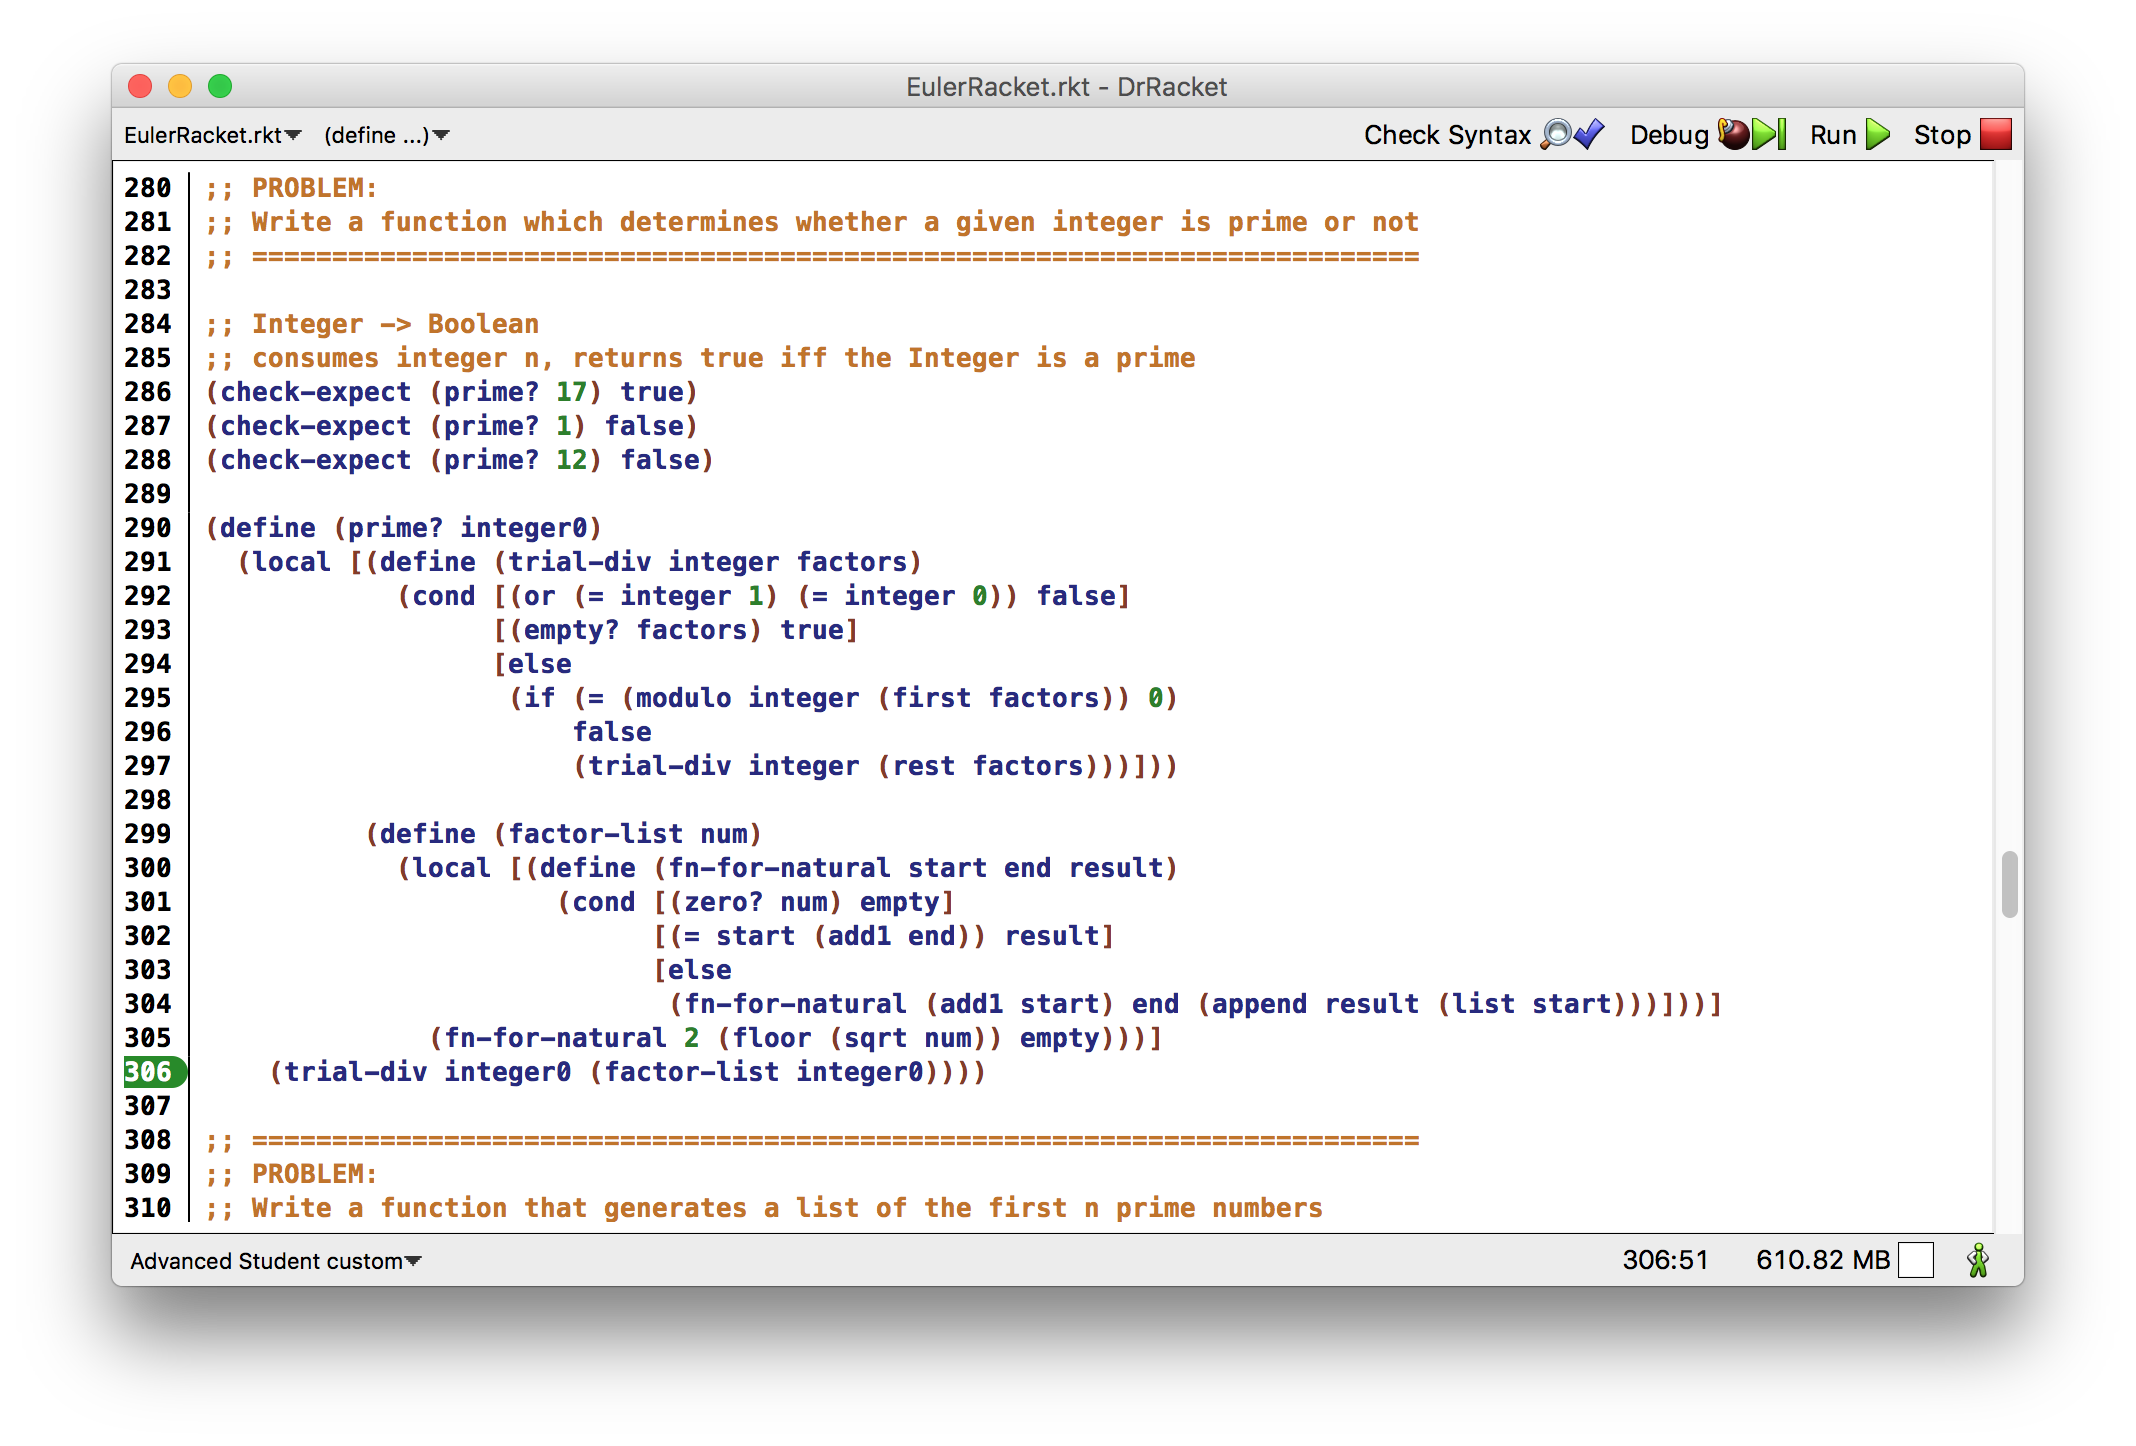 EulerRacket.rkt - DrRacket
EulerRacket.rkt (define ...) Check Syntax Debug Run Stop
280 ;; PROBLEM:
281 ;; Write a function which determines whether a given integer is prime or not
282 ;; =========================================================================
283
284 ;; Integer -> Boolean
285 ;; consumes integer n, returns true iff the Integer is a prime
286 (check-expect (prime? 17) true)
287 (check-expect (prime? 1) false)
288 (check-expect (prime? 12) false)
289
290 (define (prime? integer0)
291   (local [(define (trial-div integer factors)
292             (cond [(or (= integer 1) (= integer 0)) false]
293                   [(empty? factors) true]
294                   [else
295                    (if (= (modulo integer (first factors)) 0)
296                        false
297                        (trial-div integer (rest factors)))]))
298
299           (define (factor-list num)
300             (local [(define (fn-for-natural start end result)
301                       (cond [(zero? num) empty]
302                             [(= start (add1 end)) result]
303                             [else
304                              (fn-for-natural (add1 start) end (append result (list start)))]))]
305               (fn-for-natural 2 (floor (sqrt num)) empty)))]
306     (trial-div integer0 (factor-list integer0))))
307
308 ;; =========================================================================
309 ;; PROBLEM:
310 ;; Write a function that generates a list of the first n prime numbers
Advanced Student custom 306:51 610.82 MB